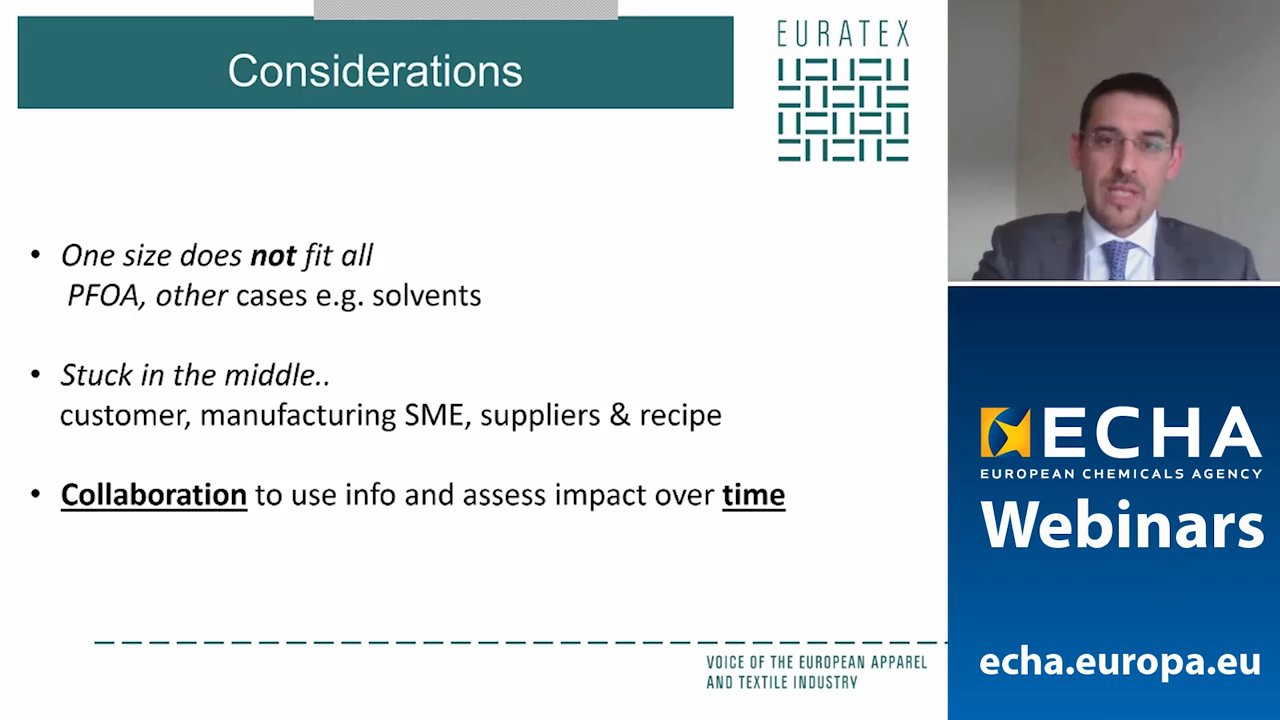 Considerations
EURATEX
• One size does not fit all
PFOA, other cases e.g. solvents
• Stuck in the middle..
customer, manufacturing SME, suppliers & recipe
• Collaboration to use info and assess impact over time
VOICE OF THE EUROPEAN APPAREL
AND TEXTILE INDUSTRY
ECHA
EUROPEAN CHEMICALS AGENCY
Webinars
echa.europa.eu